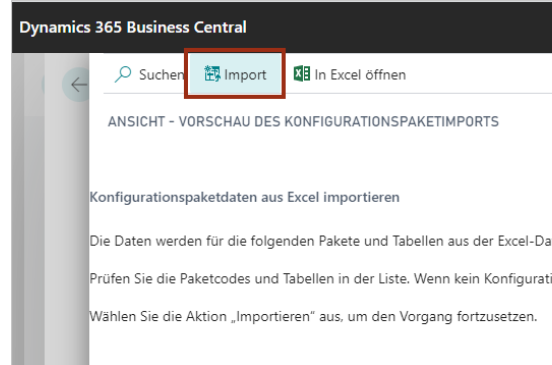 Dynamics 365 Business Central
Suchen Import In Excel öffnen
ANSICHT - VORSCHAU DES KONFIGURATIONSPAKETIMPORTS
Konfigurationspaketdaten aus Excel importieren
Die Daten werden für die folgenden Pakete und Tabellen aus der Excel-Da
Prüfen Sie die Paketcodes und Tabellen in der Liste. Wenn kein Konfigurati
Wählen Sie die Aktion „Importieren" aus, um den Vorgang fortzusetzen.